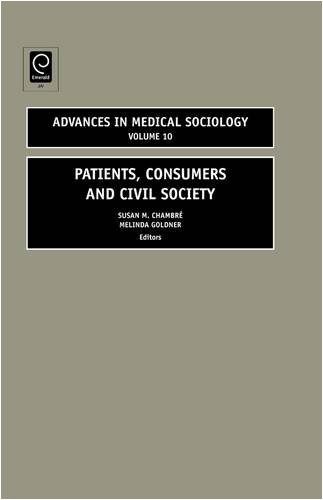 Emerald
ADVANCES IN MEDICAL SOCIOLOGY
VOLUME 10
PATIENTS, CONSUMERS
AND CIVIL SOCIETY
SUSAN M. CHAMBRÉ
MELINDA GOLDNER
Editors